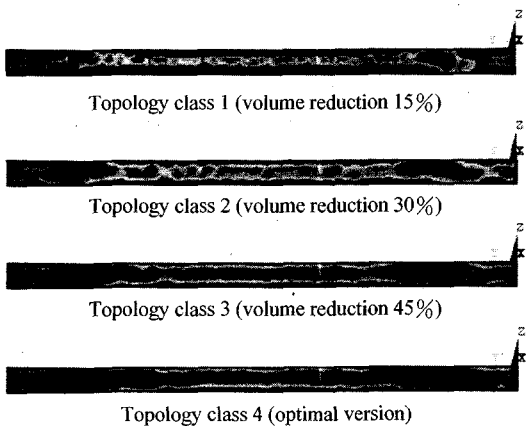 Z
X
Topology class 1 (volume reduction 15%)
Z
X
Topology class 2 (volume reduction 30%)
Z
X
Topology class 3 (volume reduction 45%)
Z
X
Topology class 4 (optimal version)